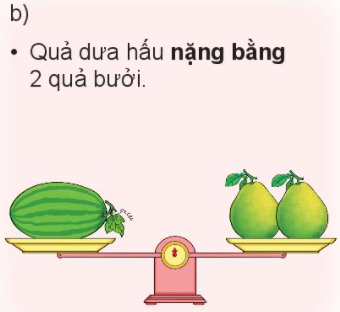 b)
• Quả dưa hấu nặng bằng
2 quả bưởi.